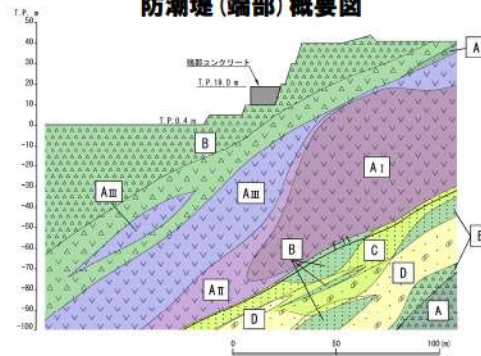 防潮堤(端部)概要図
T.P. m
50
40
30
20
10
0
-10
-20
-30
-40
-50
-60
-70
-80
-90
-100
端部コンクリート
T.P.19.0 m
T.P.0.4 m
B
A
AⅢ
AⅢ
AⅠ
B
B
C
D
AⅡ
D
A
0
50
100(m)